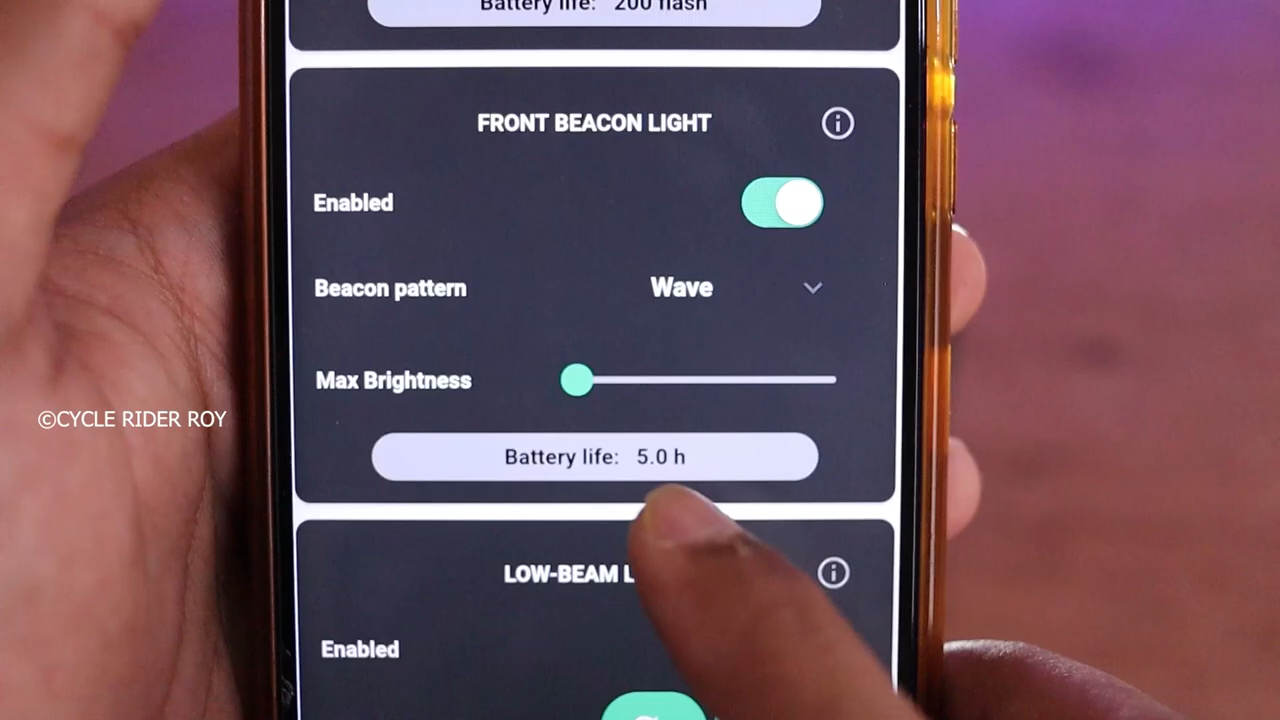 Battery life: 200 flash
FRONT BEACON LIGHT
Enabled
Beacon pattern Wave
Max Brightness
©CYCLE RIDER ROY
Battery life: 5.0 h
LOW-BEAM L
Enabled